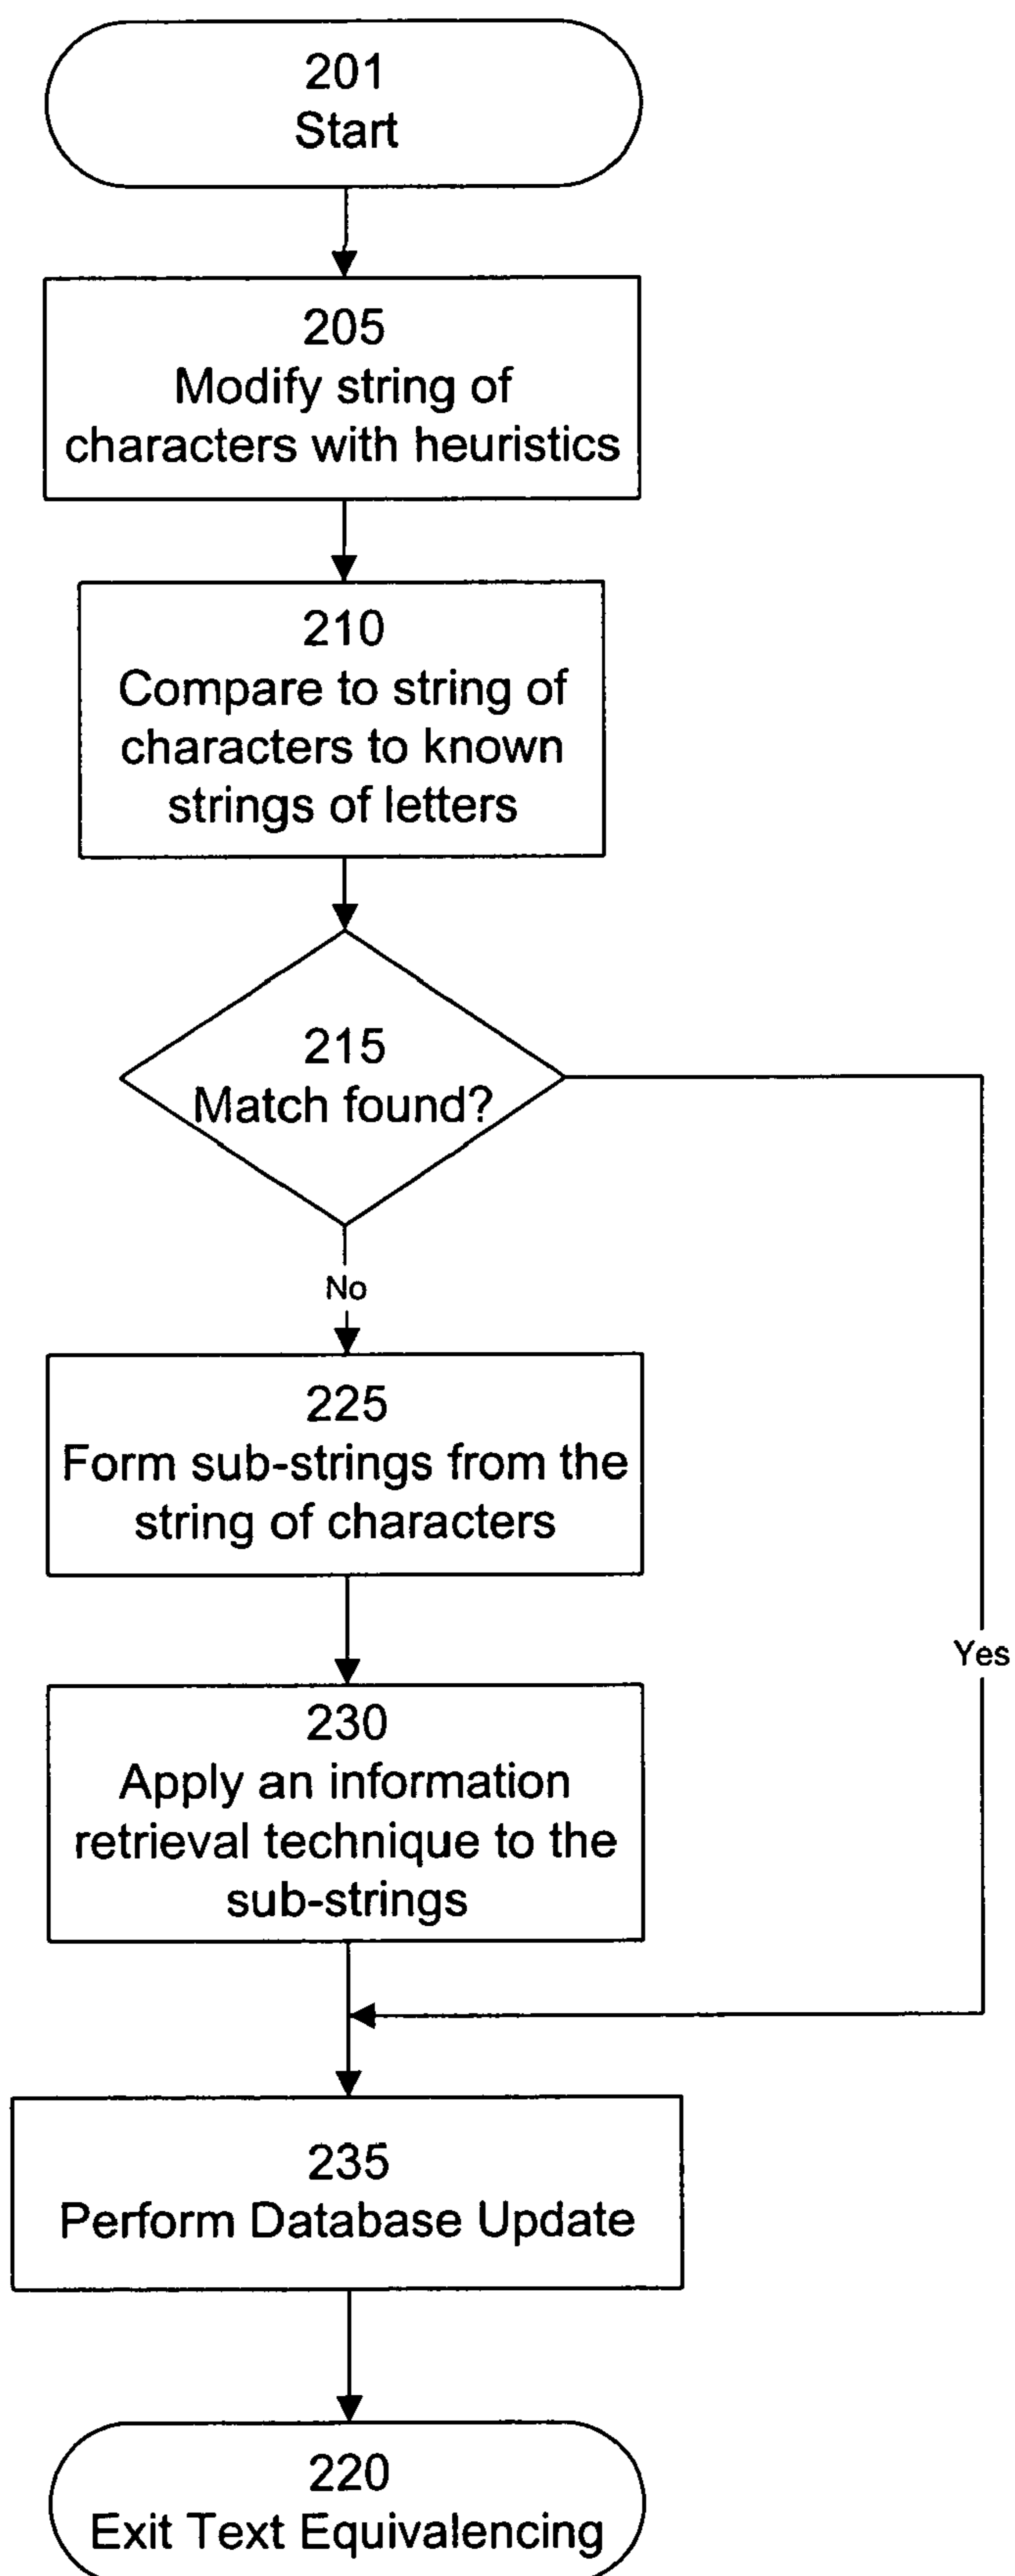 201
Start
205
Modify string of
characters with heuristics
210
Compare to string of
characters to known
strings of letters
215
Match found?
No
225
Form sub-strings from the
string of characters
Yes
230
Apply an information
retrieval technique to the
sub-strings
235
Perform Database Update
220
Exit Text Equivalencing